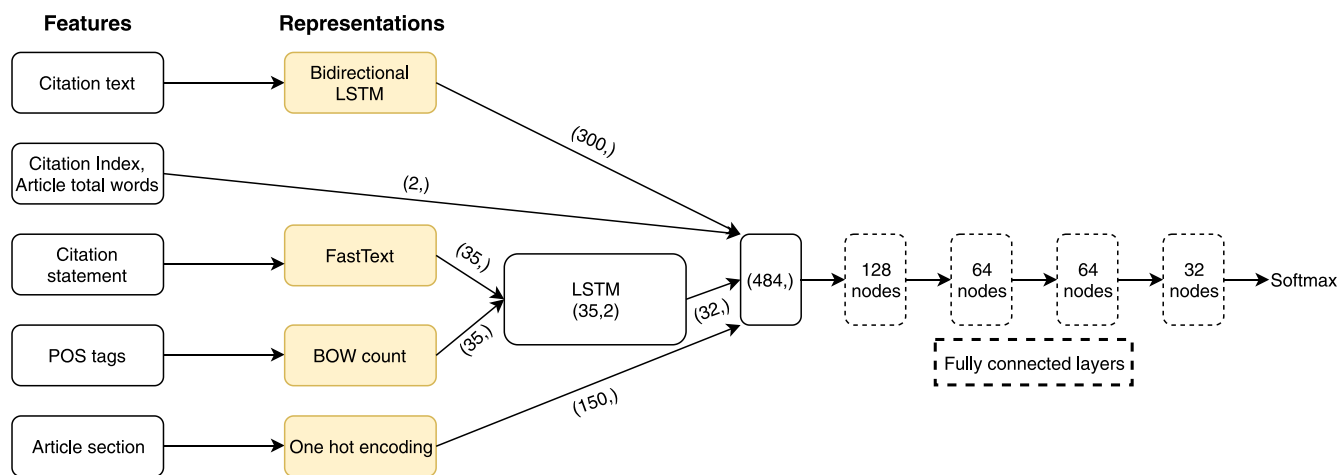 Features
Representations
Citation text
Bidirectional
LSTM
(300,)
Citation Index,
Article total words
(2,)
Citation
statement
FastText
(35,)
LSTM
(35,2)
(32,)
(484,)
128
nodes
64
nodes
64
nodes
32
nodes
Softmax
POS tags
BOW count
(35,)
Fully connected layers
Article section
One hot encoding
(150,)